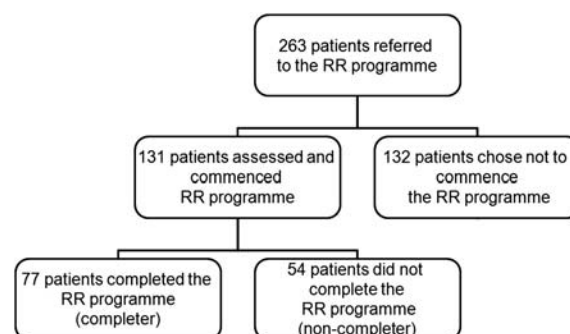 263 patients referred
to the RR programme
131 patients assessed and
commenced
RR programme
132 patients chose not to
commence
the RR programme
77 patients completed the
RR programme
(completer)
54 patients did not
complete the
RR programme
(non-completer)